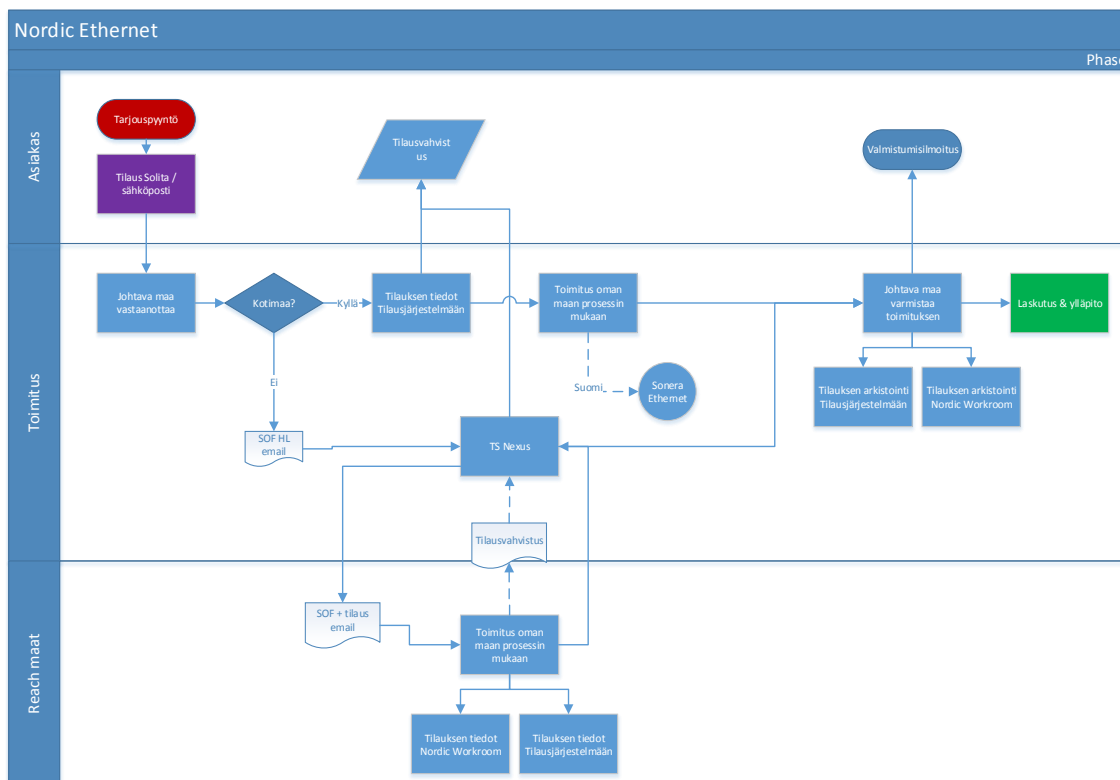 Nordic Ethernet
Phase
Asiakas
Tarjouspyyntö
Tilaus Solita /
sähköposti
Tilausvahvist
us
Valmistumisilmoitus
Toimitus
Johtava maa
vastaanottaa
Kotimaa?
Kyllä
Tilauksen tiedot
Tilausjärjestelmään
Toimitus oman
maan prosessin
mukaan
Johtava maa
varmistaa
toimituksen
Laskutus & ylläpito
Ei
Suomi
Sonera
Ethernet
Tilauksen arkistointi
Tilausjärjestelmään
Tilauksen arkistointi
Nordic Workroom
SOF HL
email
TS Nexus
Tilausvahvistus
Reach maat
SOF + tilaus
email
Toimitus oman
maan prosessin
mukaan
Tilauksen tiedot
Nordic Workroom
Tilauksen tiedot
Tilausjärjestelmään